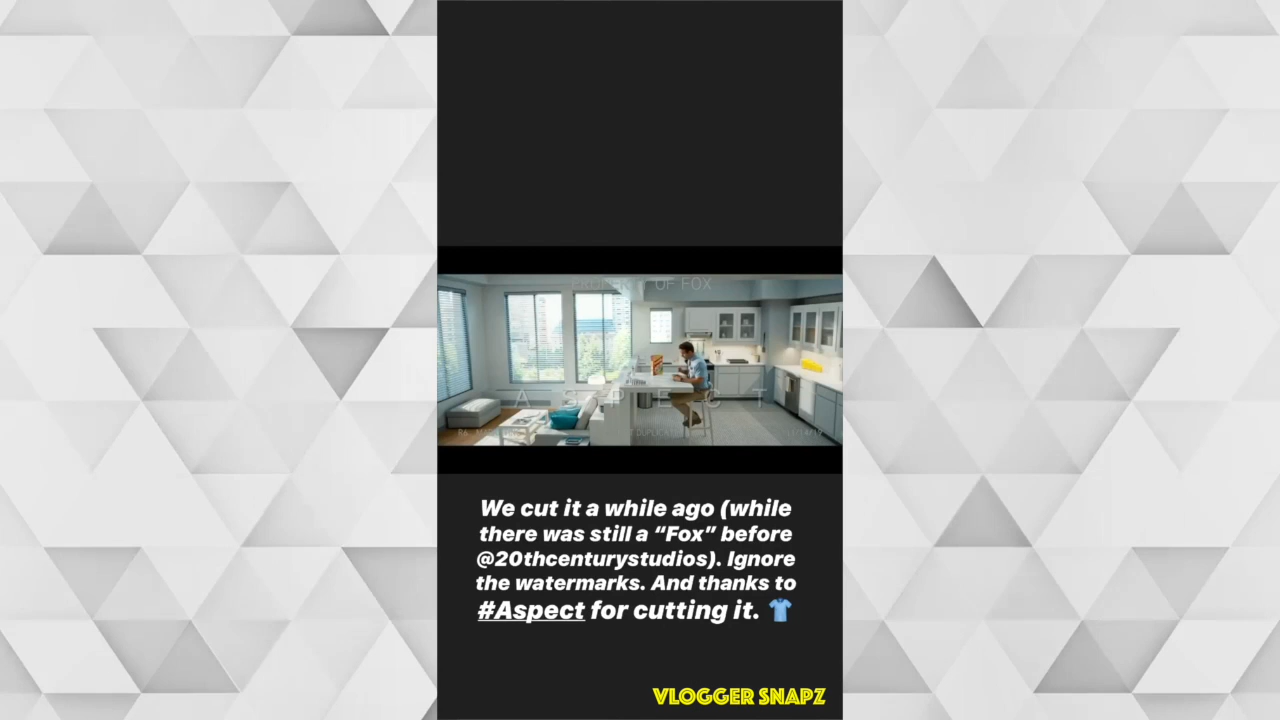 PROPERTY OF FOX
ASPECT
We cut it a while ago (while
there was still a “Fox” before
@20thcenturystudios). Ignore
the watermarks. And thanks to
#Aspect for cutting it. 👕
VLOGGER SNAPZ